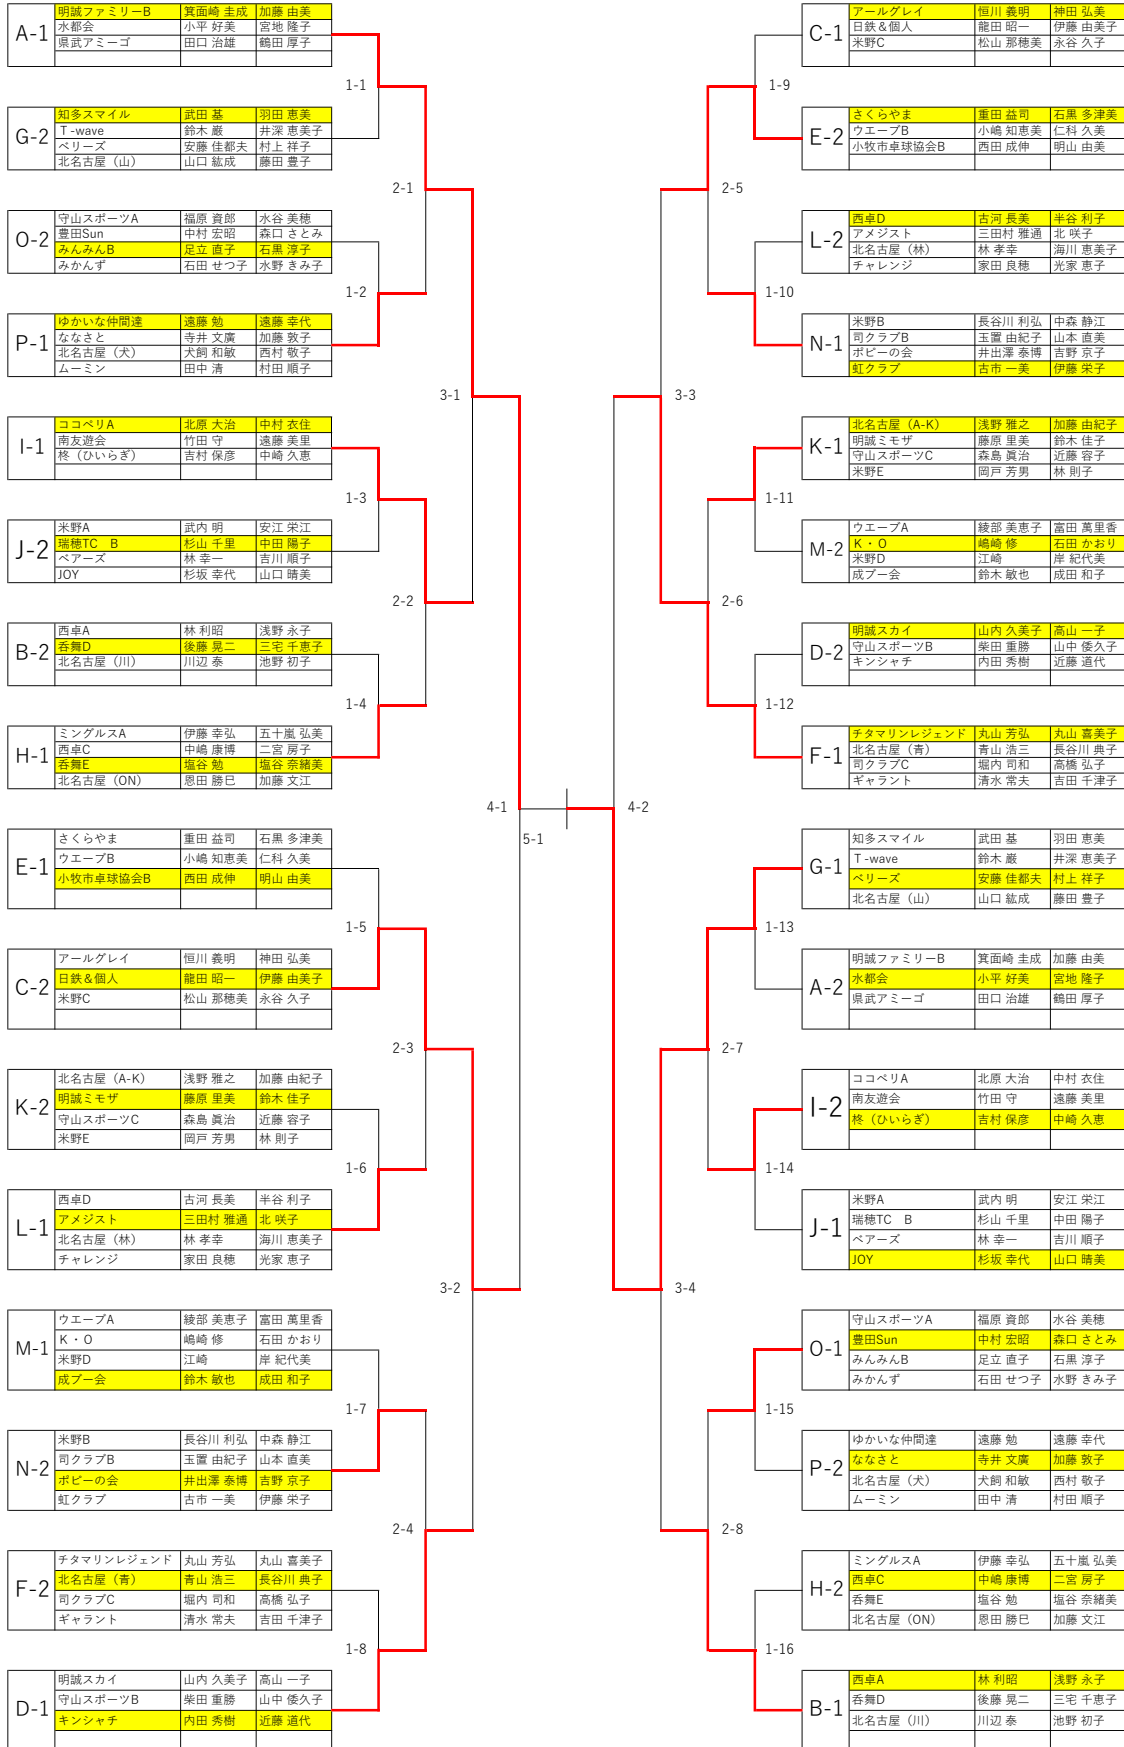 A-1
明誠ファミリーB 箕面崎 圭成 加藤 由美
水都会 小平 好美 宮地 隆子
県武アミーゴ 田口 治雄 鶴田 厚子
1-1
G-2
知多スマイル 武田 基 羽田 恵美
T-wave 鈴木 巌 井深 恵美子
ベリーズ 安藤 佳都夫 村上 祥子
北名古屋（山） 山口 紘成 藤田 豊子
2-1
O-2
守山スポーツA 福原 資郎 水谷 美穂
豊田Sun 中村 宏昭 森口 さとみ
みんみんB 足立 直子 石黒 淳子
みかんず 石田 せつ子 水野 きみ子
1-2
P-1
ゆかいな仲間達 遠藤 勉 遠藤 幸代
ななさと 寺井 文廣 加藤 敦子
北名古屋（犬） 犬飼 和敏 西村 敬子
ムーミン 田中 清 村田 順子
3-1
I-1
ココペリA 北原 大治 中村 衣住
南友遊会 竹田 守 遠藤 美里
柊（ひいらぎ） 吉村 保彦 中崎 久恵
1-3
J-2
米野A 武内 明 安江 栄江
瑞穂TC　B 杉山 千里 中田 陽子
ベアーズ 林 幸一 吉川 順子
JOY 杉坂 幸代 山口 晴美
2-2
B-2
西卓A 林 利昭 浅野 永子
呑舞D 後藤 晃二 三宅 千恵子
北名古屋（川） 川辺 泰 池野 初子
1-4
H-1
ミングルスA 伊藤 幸弘 五十嵐 弘美
西卓C 中嶋 康博 二宮 房子
呑舞E 塩谷 勉 塩谷 奈緒美
北名古屋（ON） 恩田 勝巳 加藤 文江
4-1
5-1
E-1
さくらやま 重田 益司 石黒 多津美
ウエーブB 小嶋 知恵美 仁科 久美
小牧市卓球協会B 西田 成伸 明山 由美
1-5
C-2
アールグレイ 恒川 義明 神田 弘美
日鉄＆個人 龍田 昭一 伊藤 由美子
米野C 松山 那穂美 永谷 久子
2-3
K-2
北名古屋（A-K） 浅野 雅之 加藤 由紀子
明誠ミモザ 藤原 里美 鈴木 佳子
守山スポーツC 森島 眞治 近藤 容子
米野E 岡戸 芳男 林 則子
1-6
L-1
西卓D 古河 長美 半谷 利子
アメジスト 三田村 雅通 北 咲子
北名古屋（林） 林 孝幸 海川 恵美子
チャレンジ 家田 良穂 光家 恵子
3-2
M-1
ウエーブA 綾部 美恵子 富田 萬里香
K・O 嶋崎 修 石田 かおり
米野D 江崎 岸 紀代美
成プー会 鈴木 敏也 成田 和子
1-7
N-2
米野B 長谷川 利弘 中森 静江
司クラブB 玉置 由紀子 山本 直美
ポピーの会 井出澤 泰博 吉野 京子
虹クラブ 古市 一美 伊藤 栄子
2-4
F-2
チタマリンレジェンド 丸山 芳弘 丸山 喜美子
北名古屋（青） 青山 浩三 長谷川 典子
司クラブC 堀内 司和 高橋 弘子
ギャラント 清水 常夫 吉田 千津子
1-8
D-1
明誠スカイ 山内 久美子 高山 一子
守山スポーツB 柴田 重勝 山中 倭久子
キンシャチ 内田 秀樹 近藤 道代
C-1
アールグレイ 恒川 義明 神田 弘美
日鉄＆個人 龍田 昭一 伊藤 由美子
米野C 松山 那穂美 永谷 久子
1-9
E-2
さくらやま 重田 益司 石黒 多津美
ウエーブB 小嶋 知恵美 仁科 久美
小牧市卓球協会B 西田 成伸 明山 由美
2-5
L-2
西卓D 古河 長美 半谷 利子
アメジスト 三田村 雅通 北 咲子
北名古屋（林） 林 孝幸 海川 恵美子
チャレンジ 家田 良穂 光家 恵子
1-10
N-1
米野B 長谷川 利弘 中森 静江
司クラブB 玉置 由紀子 山本 直美
ポピーの会 井出澤 泰博 吉野 京子
虹クラブ 古市 一美 伊藤 栄子
3-3
K-1
北名古屋（A-K） 浅野 雅之 加藤 由紀子
明誠ミモザ 藤原 里美 鈴木 佳子
守山スポーツC 森島 眞治 近藤 容子
米野E 岡戸 芳男 林 則子
1-11
M-2
ウエーブA 綾部 美恵子 富田 萬里香
K・O 嶋崎 修 石田 かおり
米野D 江崎 岸 紀代美
成プー会 鈴木 敏也 成田 和子
2-6
D-2
明誠スカイ 山内 久美子 高山 一子
守山スポーツB 柴田 重勝 山中 倭久子
キンシャチ 内田 秀樹 近藤 道代
1-12
F-1
チタマリンレジェンド 丸山 芳弘 丸山 喜美子
北名古屋（青） 青山 浩三 長谷川 典子
司クラブC 堀内 司和 高橋 弘子
ギャラント 清水 常夫 吉田 千津子
4-2
G-1
知多スマイル 武田 基 羽田 恵美
T-wave 鈴木 巌 井深 恵美子
ベリーズ 安藤 佳都夫 村上 祥子
北名古屋（山） 山口 紘成 藤田 豊子
1-13
A-2
明誠ファミリーB 箕面崎 圭成 加藤 由美
水都会 小平 好美 宮地 隆子
県武アミーゴ 田口 治雄 鶴田 厚子
2-7
I-2
ココペリA 北原 大治 中村 衣住
南友遊会 竹田 守 遠藤 美里
柊（ひいらぎ） 吉村 保彦 中崎 久恵
1-14
J-1
米野A 武内 明 安江 栄江
瑞穂TC　B 杉山 千里 中田 陽子
ベアーズ 林 幸一 吉川 順子
JOY 杉坂 幸代 山口 晴美
3-4
O-1
守山スポーツA 福原 資郎 水谷 美穂
豊田Sun 中村 宏昭 森口 さとみ
みんみんB 足立 直子 石黒 淳子
みかんず 石田 せつ子 水野 きみ子
1-15
P-2
ゆかいな仲間達 遠藤 勉 遠藤 幸代
ななさと 寺井 文廣 加藤 敦子
北名古屋（犬） 犬飼 和敏 西村 敬子
ムーミン 田中 清 村田 順子
2-8
H-2
ミングルスA 伊藤 幸弘 五十嵐 弘美
西卓C 中嶋 康博 二宮 房子
呑舞E 塩谷 勉 塩谷 奈緒美
北名古屋（ON） 恩田 勝巳 加藤 文江
1-16
B-1
西卓A 林 利昭 浅野 永子
呑舞D 後藤 晃二 三宅 千恵子
北名古屋（川） 川辺 泰 池野 初子